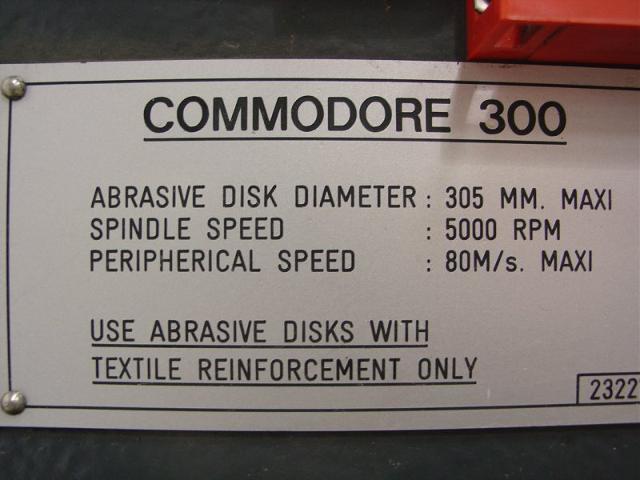 COMMODORE 300
ABRASIVE DISK DIAMETER : 305 MM. MAXI
SPINDLE SPEED : 5000 RPM
PERIPHERICAL SPEED : 80M/s. MAXI
USE ABRASIVE DISKS WITH
TEXTILE REINFORCEMENT ONLY
2322